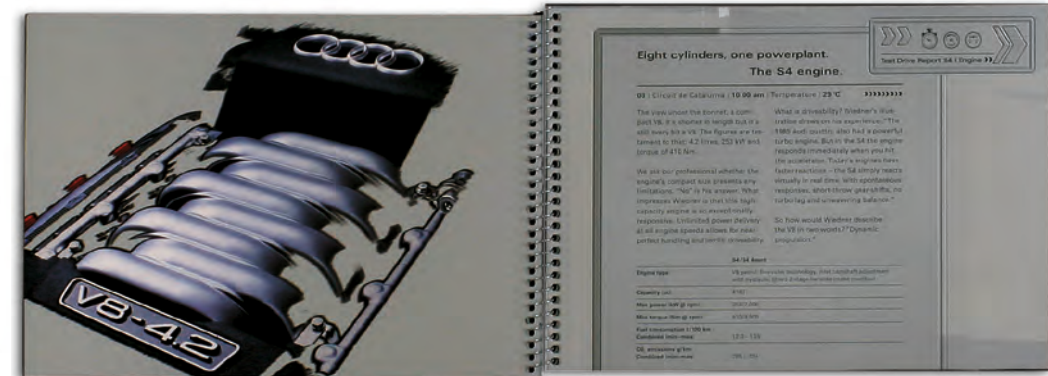 V8-4.2
Test Drive Report S4 | Engine
Eight cylinders, one powerplant.
The S4 engine.
03 | Circuit de Catalunya | 10.00 am | Temperature | 25 °C
The view under the bonnet: a com-
pact V8. It is shorter in length but it's
still every bit a V8. The figures are tes-
tament to this: 4.2 litres, 253 kW and
torque of 410 Nm.
We ask our professional whether the
engine's compact size presents any
limitations. "No" is his answer. What
impresses Wiedner is that this high-
capacity engine is exceptionally
responsive. Unlimited power delivery
at all engine speeds allows for near-
perfect handling and terrific driveability.
What is driveability? Wiedner's illus-
tration draws on his experience: "The
1980 Audi quattro also had a powerful
turbo engine. But in the S4 the engine
responds immediately when you hit
the accelerator. Today's engines have
faster reactions – the S4 simply reacts
virtually in real time. With spontaneous
responses, short-throw gearshifts, no
turbo lag and unwavering balance."
So how would Wiedner describe
the V8 in two words? "Dynamic
propulsion."
S4/S4 Avant
Engine type
V8 petrol, five-valve technology,
Capacity
Max power (kW @ rpm)
Max torque (Nm @ rpm)
Fuel consumption l/100 km
Combined (min-max)
CO₂ emissions g/km
Combined (min-max)